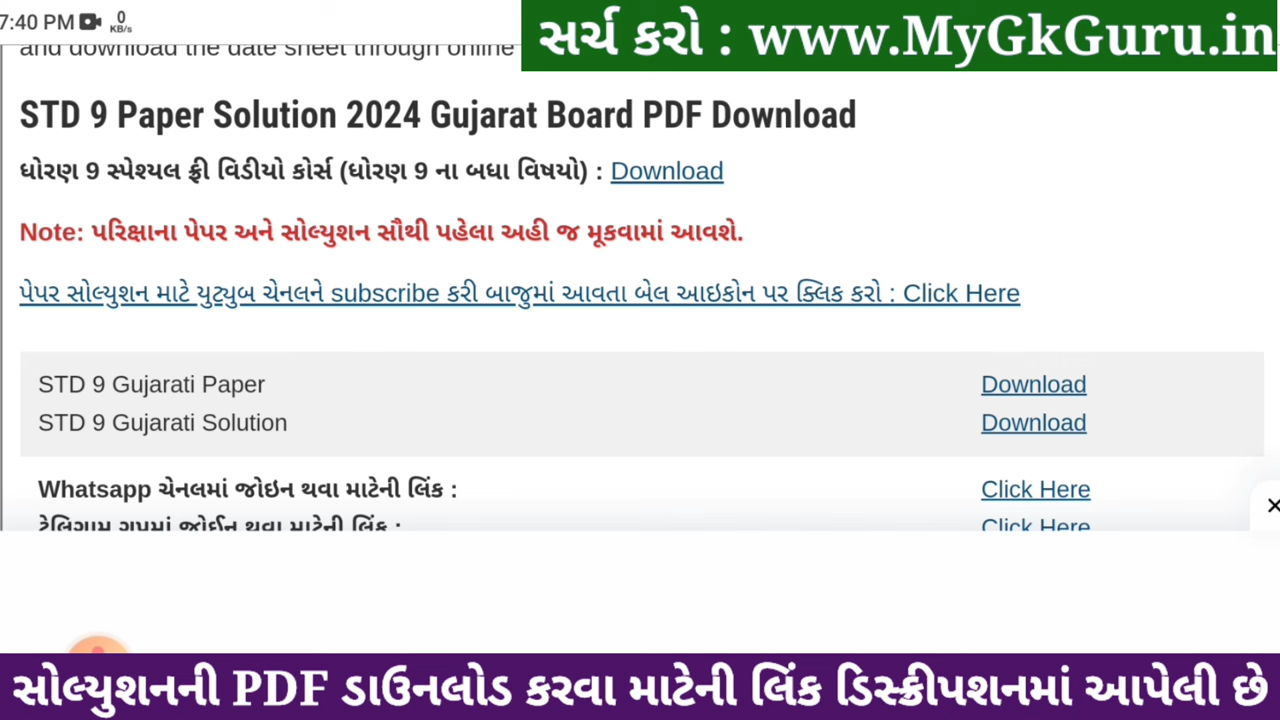 7:40 PM 0 KB/s
સર્ચ કરો : www.MyGkGuru.in
and download the date sheet through online
STD 9 Paper Solution 2024 Gujarat Board PDF Download
ધોરણ 9 સ્પેશ્યલ ફ્રી વિડીયો કોર્સ (ધોરણ 9 ના બધા વિષયો) : Download
Note: પરિક્ષાના પેપર અને સોલ્યુશન સૌથી પહેલા અહી જ મૂકવામાં આવશે.
પેપર સોલ્યુશન માટે યુટ્યુબ ચેનલને subscribe કરી બાજુમાં આવતા બેલ આઇકોન પર ક્લિક કરો : Click Here
STD 9 Gujarati Paper Download
STD 9 Gujarati Solution Download
Whatsapp ચેનલમાં જોઇન થવા માટેની લિંક : Click Here
ટેલિગ્રામ ગ્રુપમાં જોઈન થવા માટેની લિંક : Click Here
સોલ્યુશનની PDF ડાઉનલોડ કરવા માટેની લિંક ડિસ્ક્રીપશનમાં આપેલી છે